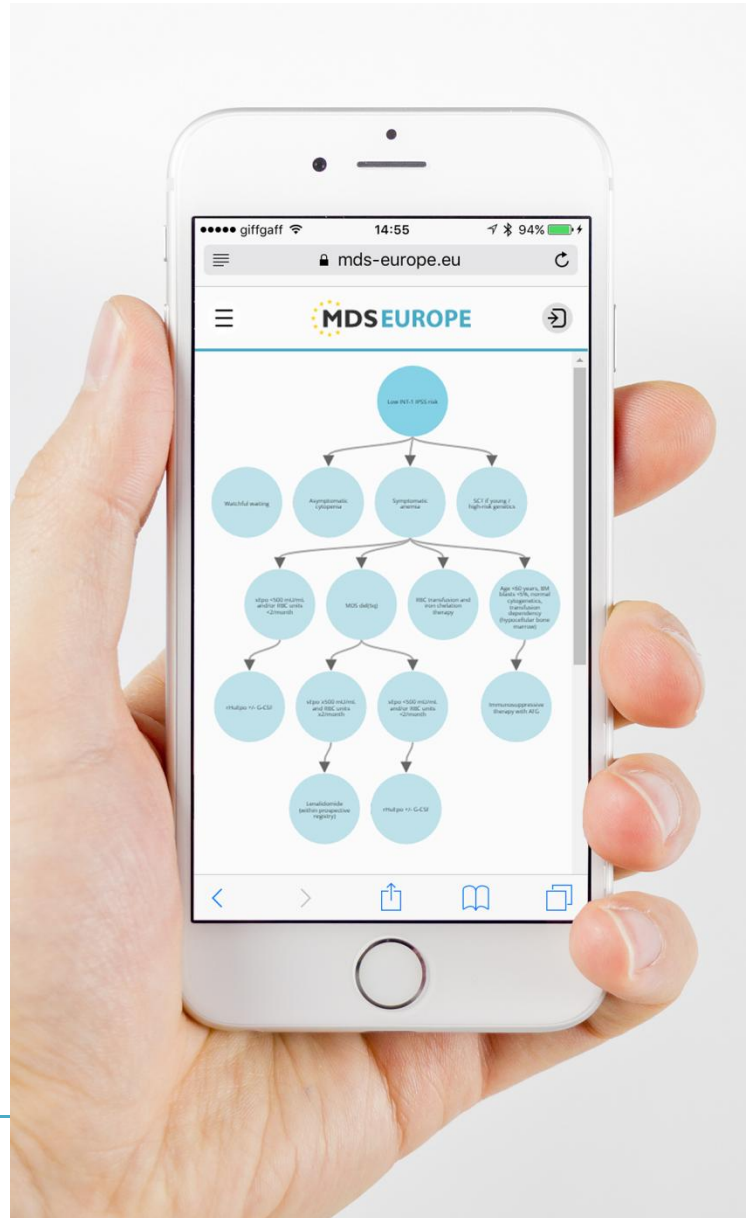 giffgaff 14:55 94%
mds-europe.eu
MDS EUROPE
Low INT-1 IPSS risk
Watchful waiting
Asymptomatic
cytopenia
Symptomatic
anemia
SCT if young /
high-risk genetics
sEpo <500 mU/mL
and/or RBC units
<2/month
MDS del(5q)
RBC transfusion and
iron chelation
therapy
Age <60 years, BM
blasts <5%, normal
cytogenetics,
transfusion
dependency
(hypocellular bone
marrow)
rHuEpo +/- G-CSF
sEpo ≥500 mU/mL
and RBC units
≥2/month
sEpo <500 mU/mL
and/or RBC units
<2/month
Immunosuppressive
therapy with ATG
Lenalidomide
(within prospective
registry)
rHuEpo +/- G-CSF